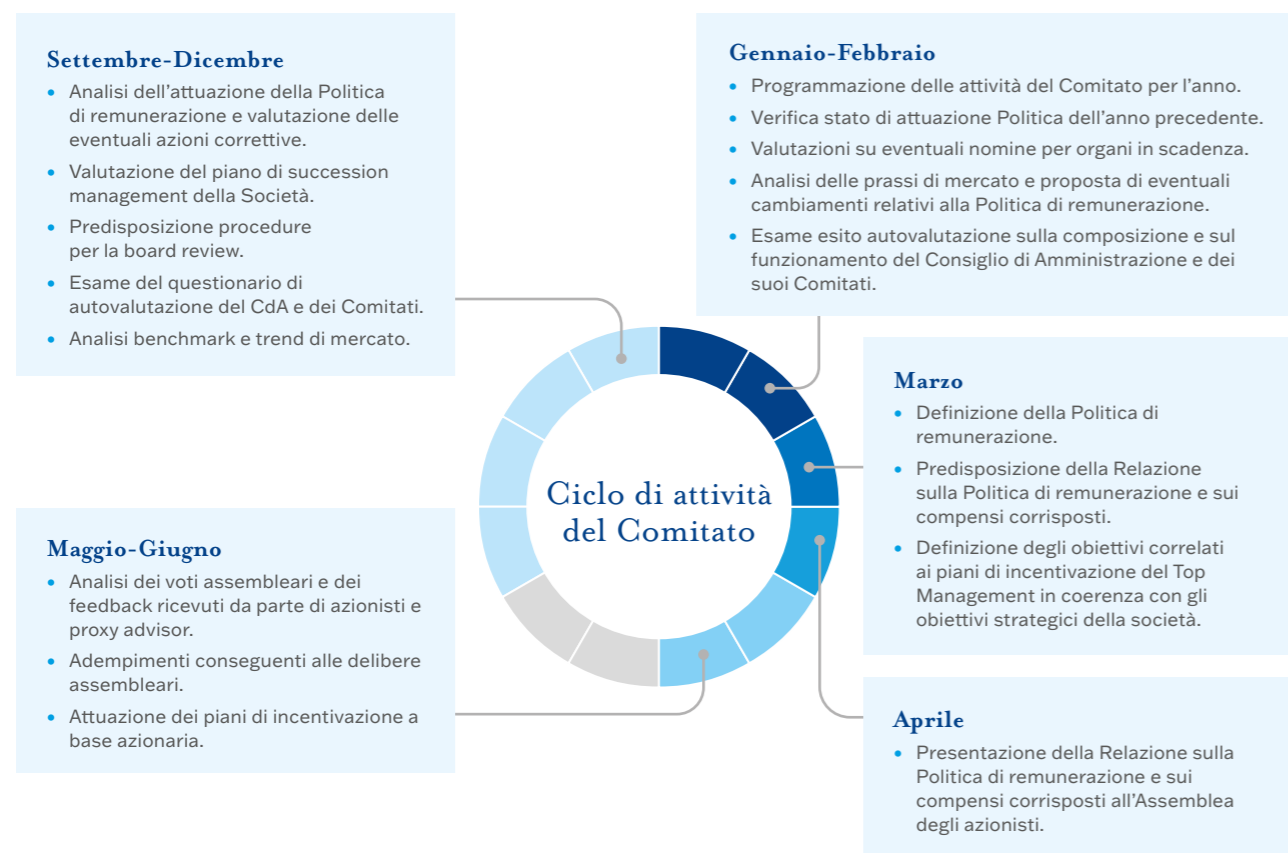 Settembre-Dicembre
• Analisi dell'attuazione della Politica
di remunerazione e valutazione delle
eventuali azioni correttive.
• Valutazione del piano di succession
management della Società.
• Predisposizione procedure
per la board review.
• Esame del questionario di
autovalutazione del CdA e dei Comitati.
• Analisi benchmark e trend di mercato.
Gennaio-Febbraio
• Programmazione delle attività del Comitato per l'anno.
• Verifica stato di attuazione Politica dell'anno precedente.
• Valutazioni su eventuali nomine per organi in scadenza.
• Analisi delle prassi di mercato e proposta di eventuali
cambiamenti relativi alla Politica di remunerazione.
• Esame esito autovalutazione sulla composizione e sul
funzionamento del Consiglio di Amministrazione e dei
suoi Comitati.
Marzo
• Definizione della Politica di
remunerazione.
• Predisposizione della Relazione
sulla Politica di remunerazione e sui
compensi corrisposti.
• Definizione degli obiettivi correlati
ai piani di incentivazione del Top
Management in coerenza con gli
obiettivi strategici della società.
Ciclo di attività
del Comitato
Maggio-Giugno
• Analisi dei voti assembleari e dei
feedback ricevuti da parte di azionisti e
proxy advisor.
• Adempimenti conseguenti alle delibere
assembleari.
• Attuazione dei piani di incentivazione a
base azionaria.
Aprile
• Presentazione della Relazione sulla
Politica di remunerazione e sui
compensi corrisposti all'Assemblea
degli azionisti.